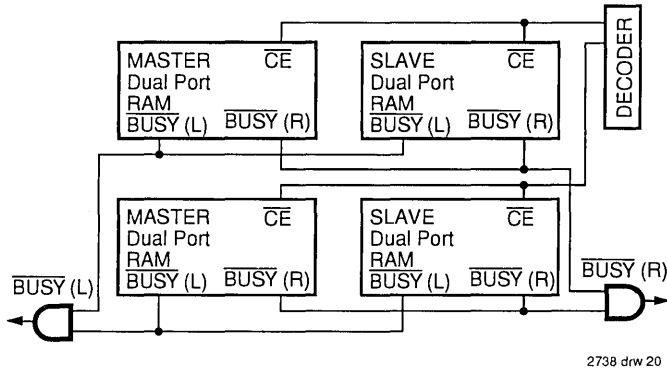 MASTER CE
Dual Port
RAM
BUSY (L) BUSY (R)
SLAVE CE
Dual Port
RAM
BUSY (L) BUSY (R)
DECODER
MASTER CE
Dual Port
RAM
BUSY (L) BUSY (R)
SLAVE CE
Dual Port
RAM
BUSY (L) BUSY (R)
BUSY (L)
BUSY (R)
2738 drw 20